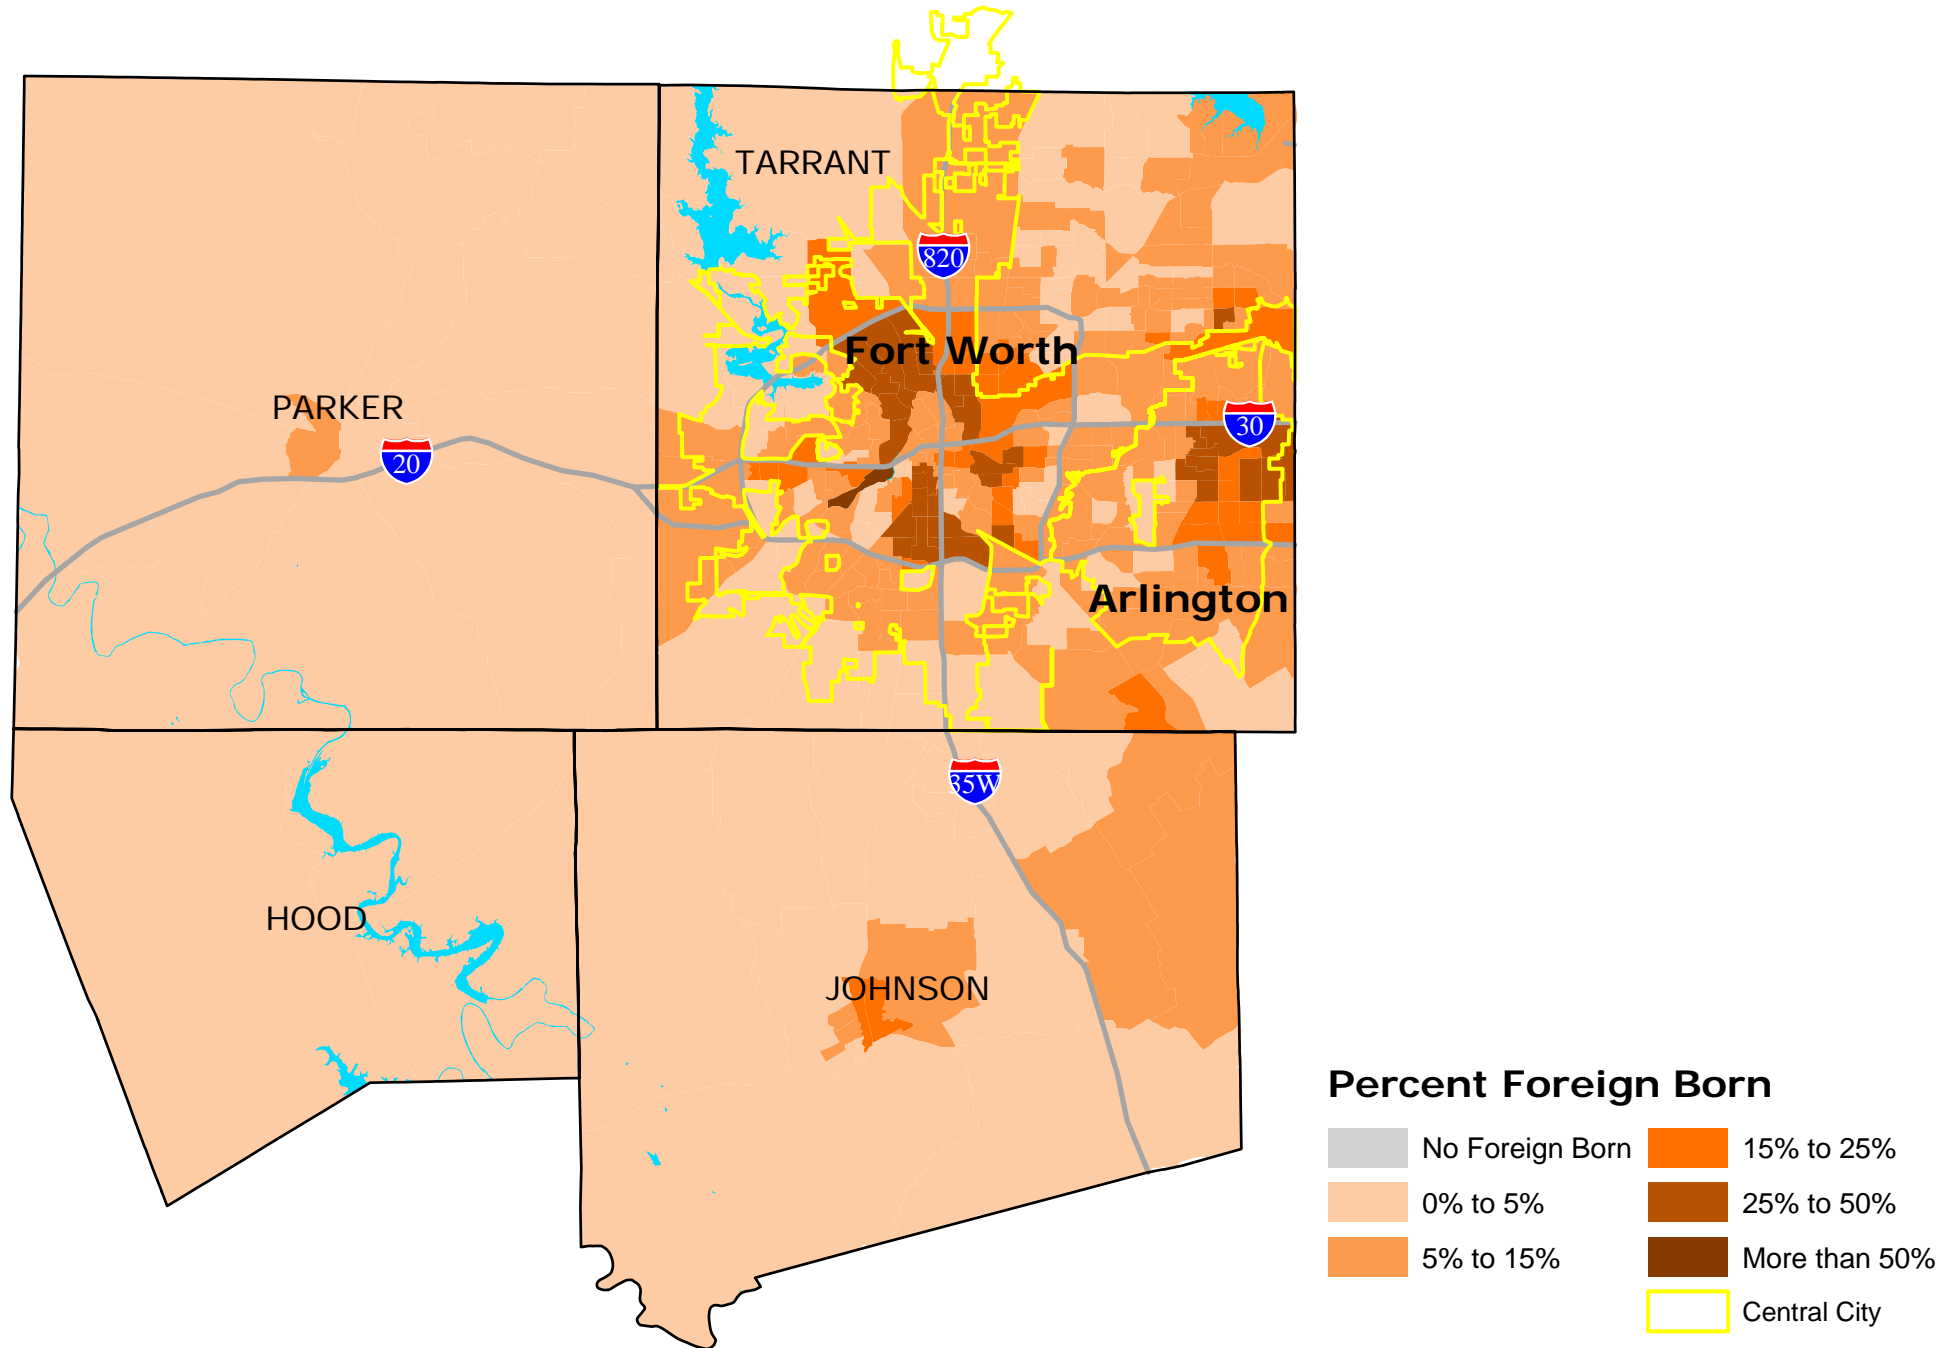 TARRANT
820
Fort Worth
PARKER
20
30
Arlington
35W
HOOD
JOHNSON
Percent Foreign Born
No Foreign Born
15% to 25%
0% to 5%
25% to 50%
5% to 15%
More than 50%
Central City